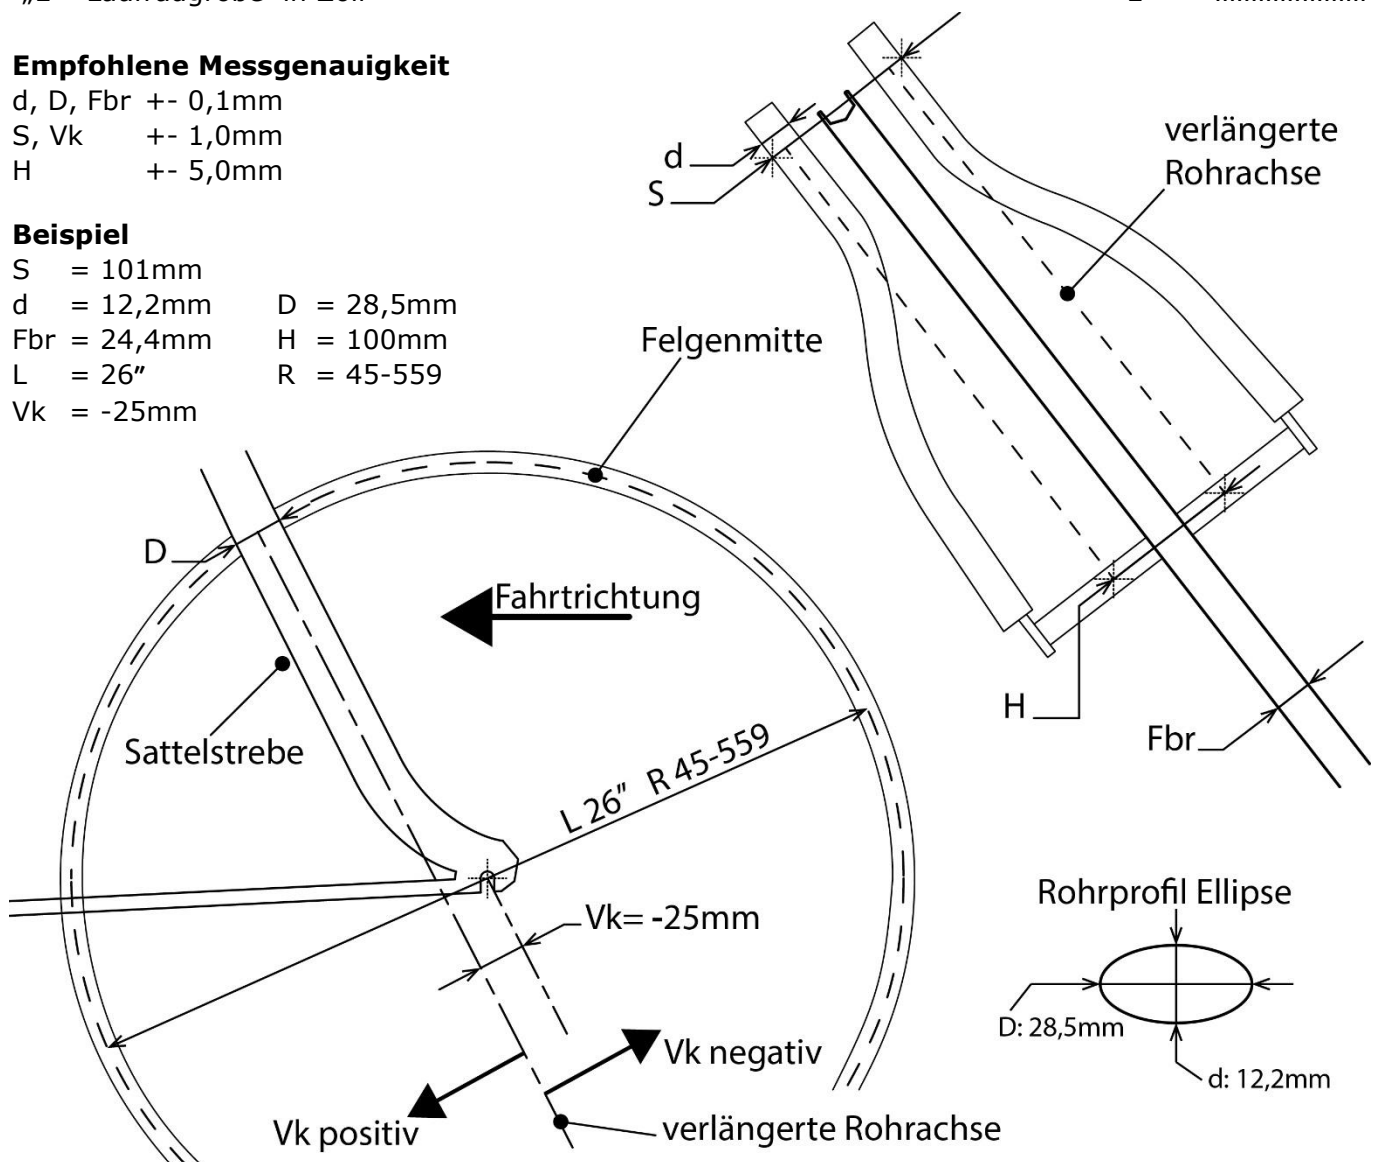 Empfohlene Messgenauigkeit
d, D, Fbr +- 0,1mm
S, Vk +- 1,0mm
H +- 5,0mm
Beispiel
S = 101mm
d = 12,2mm D = 28,5mm
Fbr = 24,4mm H = 100mm
L = 26″ R = 45-559
Vk = -25mm
d
S
verlängerte
Rohrachse
Felgenmitte
D
Fahrtrichtung
Sattelstrebe
L 26″ R 45-559
H
Fbr
Vk= -25mm
Rohrprofil Ellipse
D: 28,5mm
d: 12,2mm
Vk negativ
Vk positiv
verlängerte Rohrachse